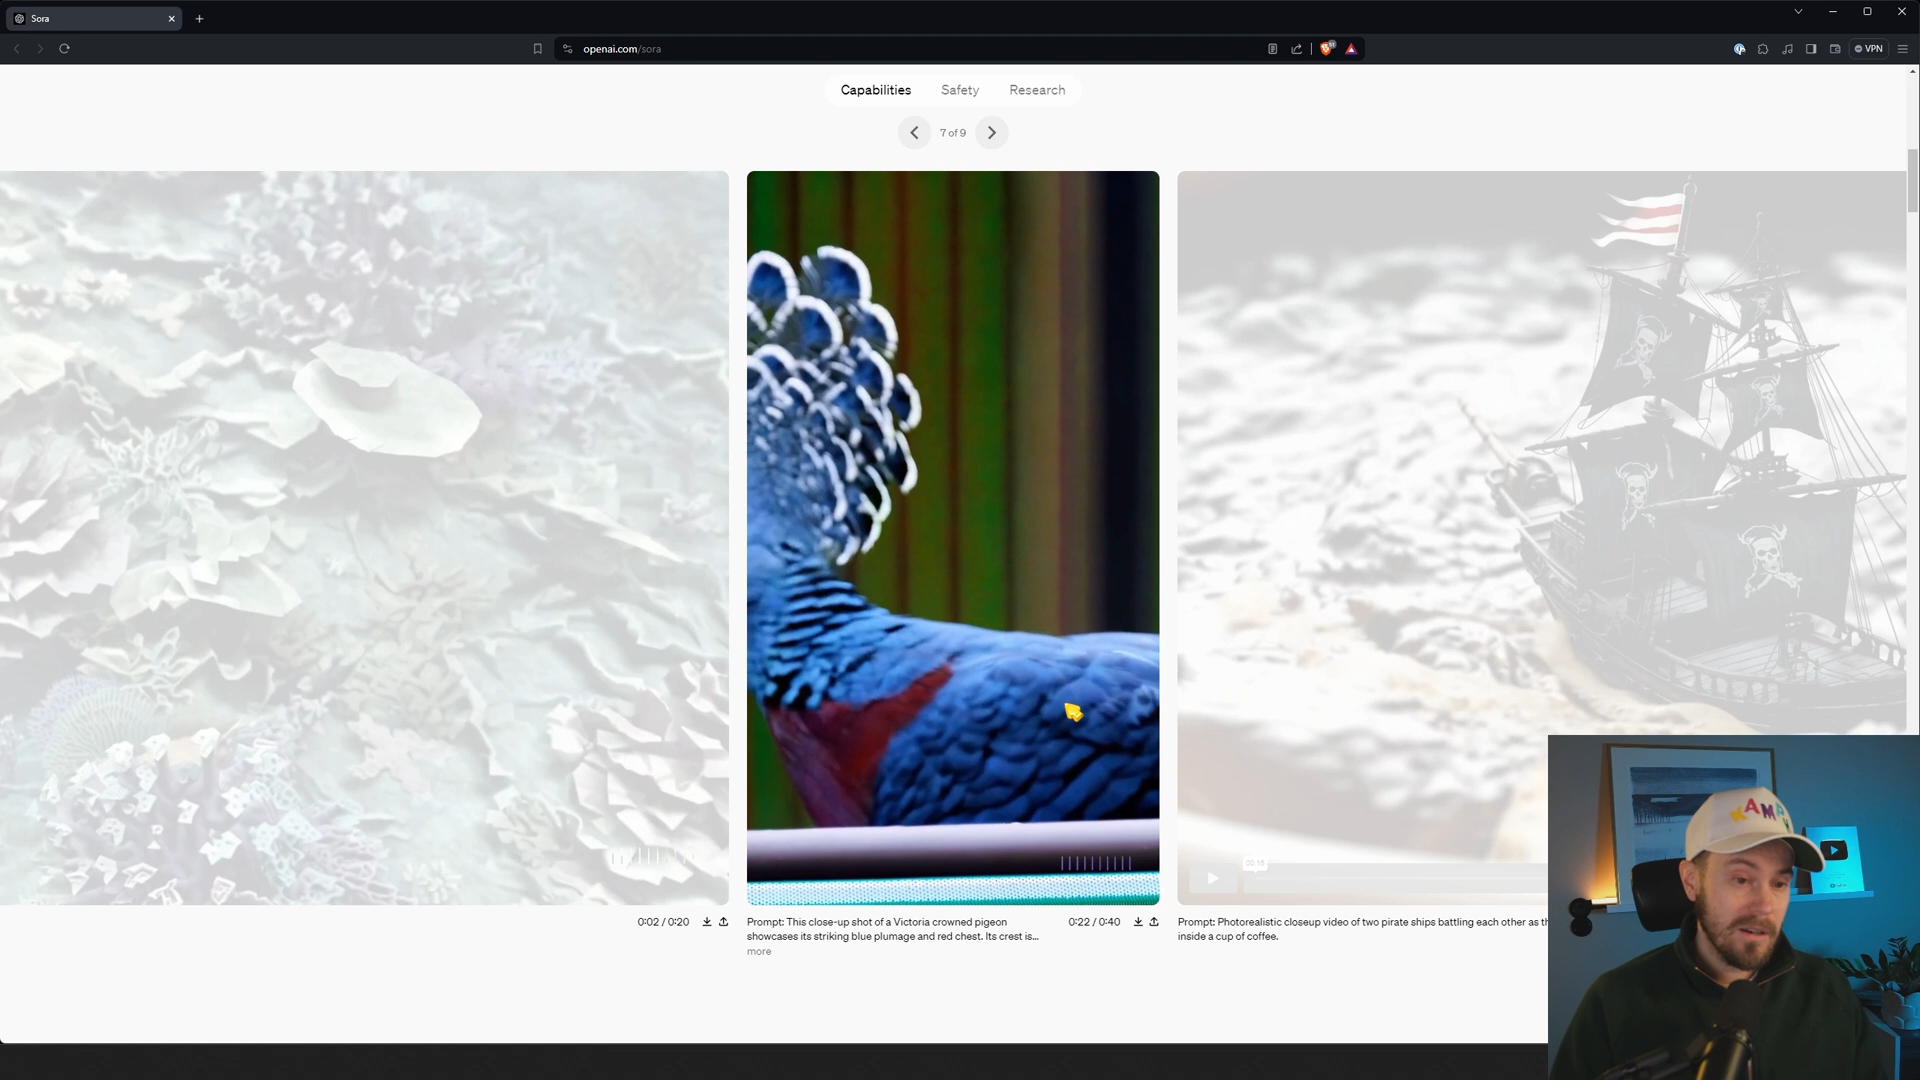 Sora
openai.com/sora
VPN
Capabilities
Safety
Research
7 of 9
00:15
0:02 / 0:20
Prompt: This close-up shot of a Victoria crowned pigeon
showcases its striking blue plumage and red chest. Its crest is...
more
0:22 / 0:40
Prompt: Photorealistic closeup video of two pirate ships battling each other as th
inside a cup of coffee.